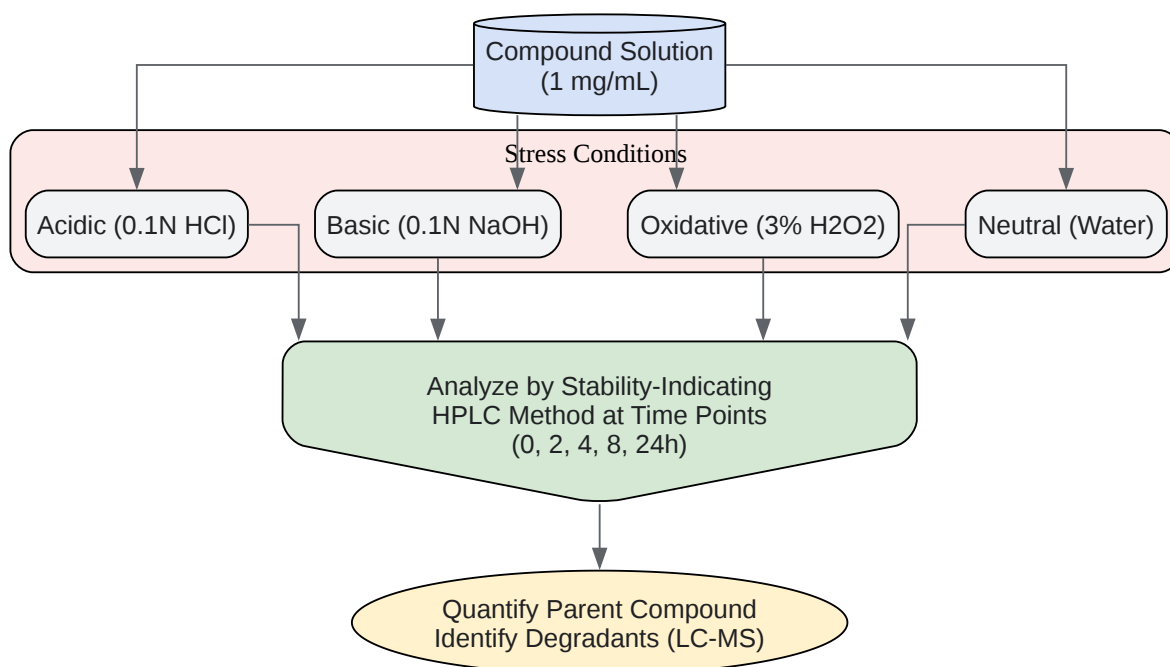 Compound Solution
(1 mg/mL)
Stress Conditions
Acidic (0.1N HCl)
Basic (0.1N NaOH)
Oxidative (3% H2O2)
Neutral (Water)
Analyze by Stability-Indicating
HPLC Method at Time Points
(0, 2, 4, 8, 24h)
Quantify Parent Compound
Identify Degradants (LC-MS)